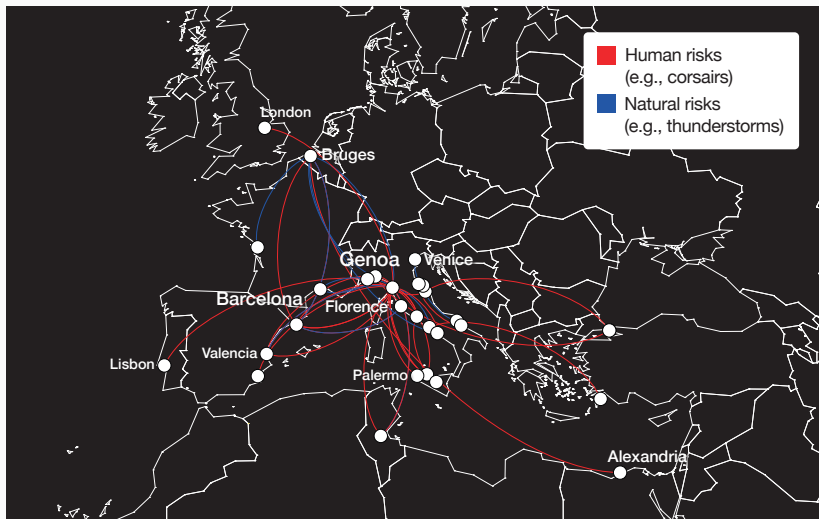 Human risks
(e.g., corsairs)
Natural risks
(e.g., thunderstorms)
London
Bruges
Genoa
Venice
Barcelona
Florence
Valencia
Lisbon
Palermo
Alexandria